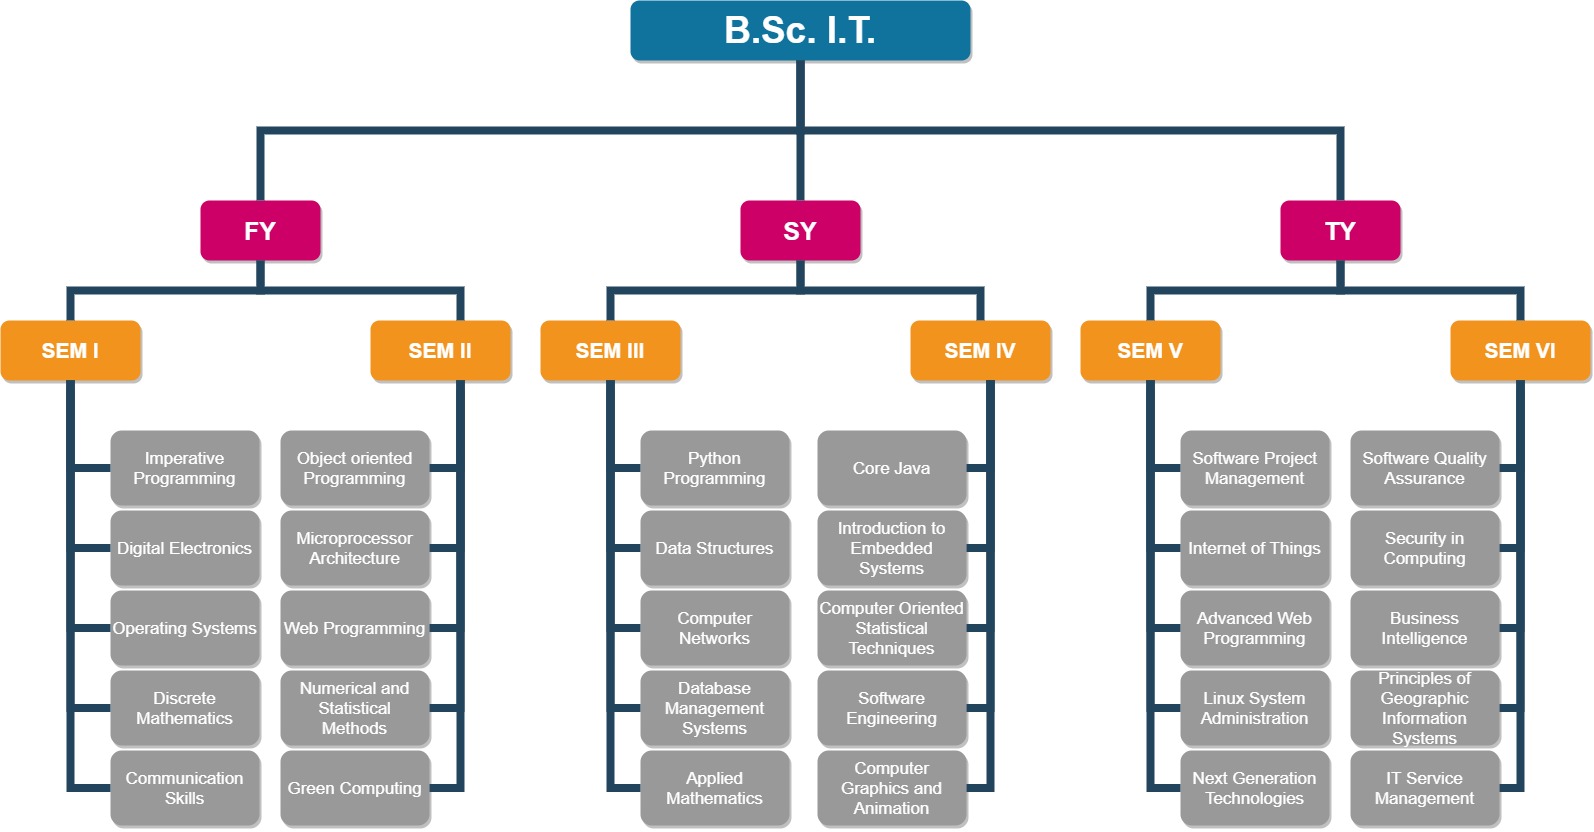 B.Sc. I.T.
FY
SY
TY
SEM I
SEM II
SEM III
SEM IV
SEM V
SEM VI
Imperative
Programming
Digital Electronics
Operating Systems
Discrete
Mathematics
Communication
Skills
Object oriented
Programming
Microprocessor
Architecture
Web Programming
Numerical and
Statistical
Methods
Green Computing
Python
Programming
Data Structures
Computer
Networks
Database
Management
Systems
Applied
Mathematics
Core Java
Introduction to
Embedded
Systems
Computer Oriented
Statistical
Techniques
Software
Engineering
Computer
Graphics and
Animation
Software Project
Management
Internet of Things
Advanced Web
Programming
Linux System
Administration
Next Generation
Technologies
Software Quality
Assurance
Security in
Computing
Business
Intelligence
Principles of
Geographic
Information
Systems
IT Service
Management